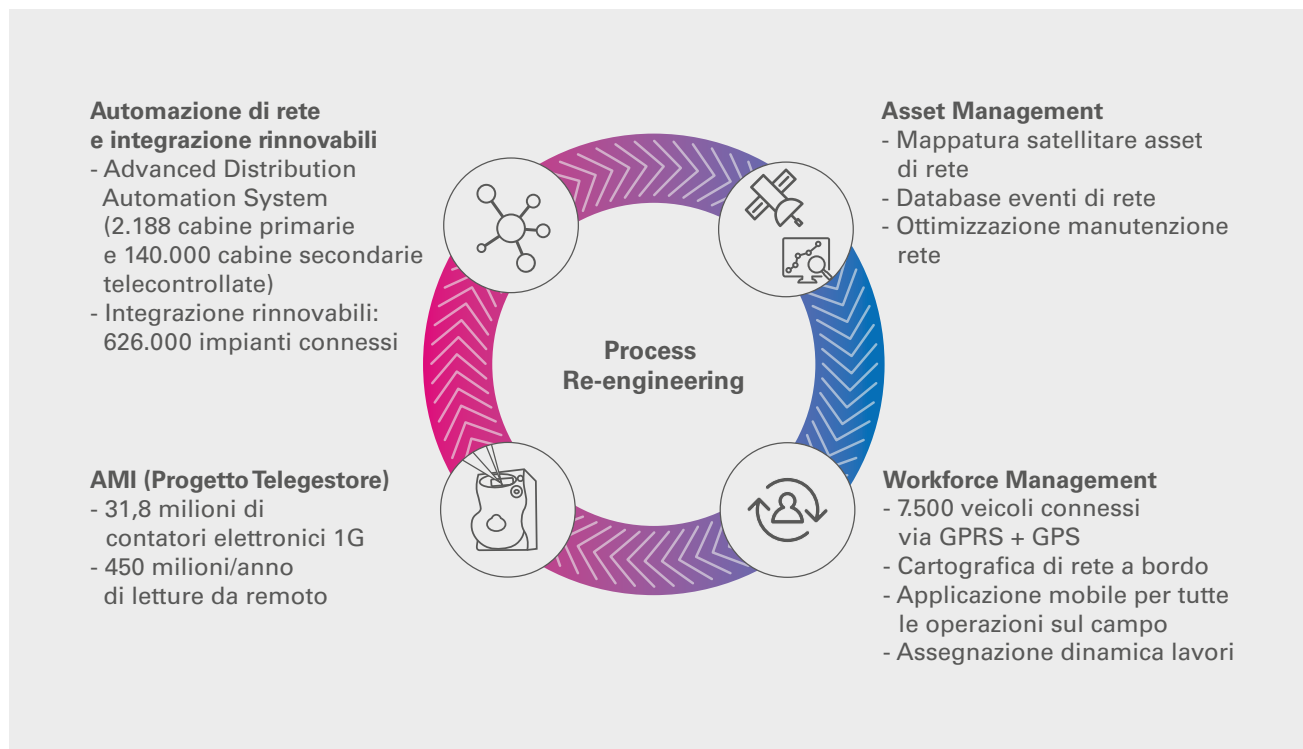 Automazione di rete
e integrazione rinnovabili
- Advanced Distribution
Automation System
(2.188 cabine primarie
e 140.000 cabine secondarie
telecontrollate)
- Integrazione rinnovabili:
626.000 impianti connessi
Asset Management
- Mappatura satellitare asset
di rete
- Database eventi di rete
- Ottimizzazione manutenzione
rete
Process
Re-engineering
AMI (Progetto Telegestore)
- 31,8 milioni di
contatori elettronici 1G
- 450 milioni/anno
di letture da remoto
Workforce Management
- 7.500 veicoli connessi
via GPRS + GPS
- Cartografica di rete a bordo
- Applicazione mobile per tutte
le operazioni sul campo
- Assegnazione dinamica lavori